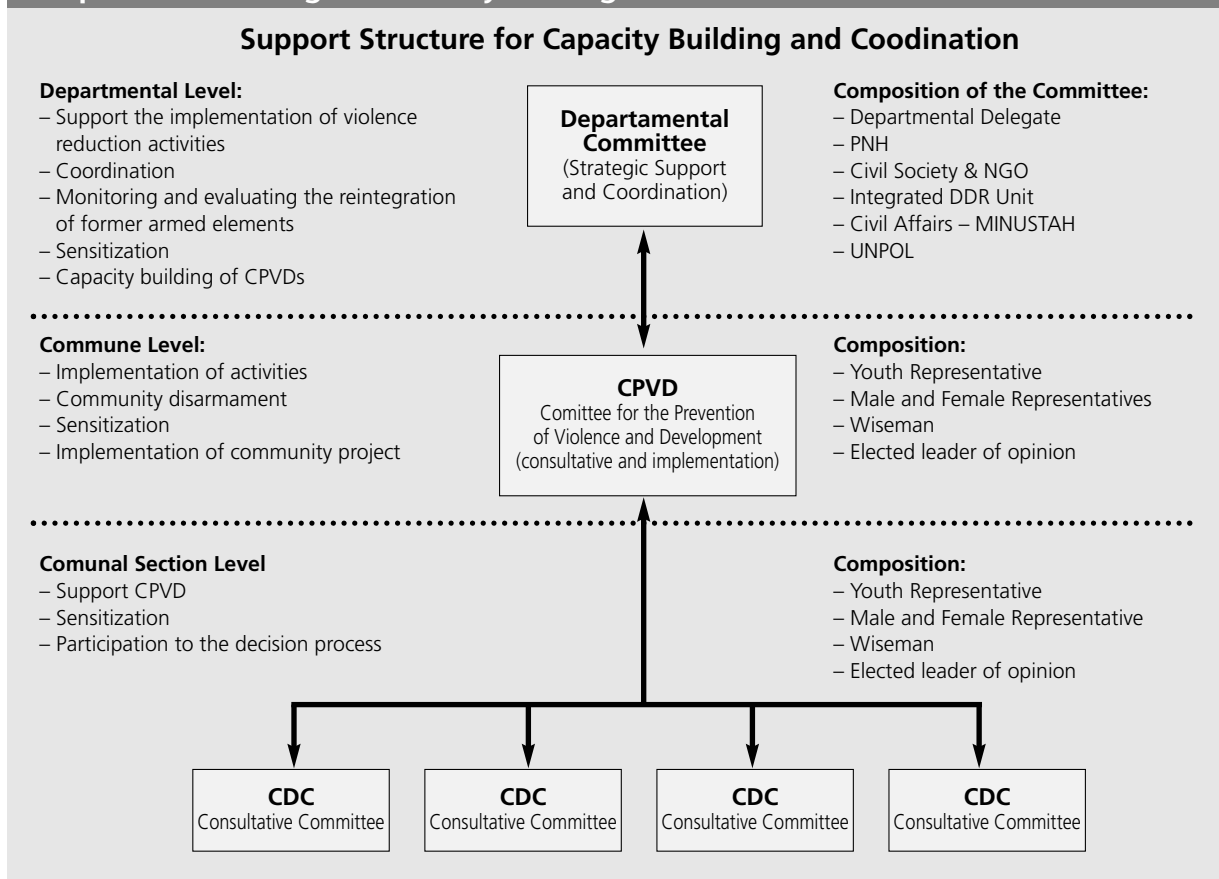 Support Structure for Capacity Building and Coodination
Departmental Level:
– Support the implementation of violence
reduction activities
– Coordination
– Monitoring and evaluating the reintegration
of former armed elements
– Sensitization
– Capacity building of CPVDs
Departamental
Committee
(Strategic Support
and Coordination)
Composition of the Committee:
– Departmental Delegate
– PNH
– Civil Society & NGO
– Integrated DDR Unit
– Civil Affairs – MINUSTAH
– UNPOL
Commune Level:
– Implementation of activities
– Community disarmament
– Sensitization
– Implementation of community project
CPVD
Comittee for the Prevention
of Violence and Development
(consultative and implementation)
Composition:
– Youth Representative
– Male and Female Representatives
– Wiseman
– Elected leader of opinion
Comunal Section Level
– Support CPVD
– Sensitization
– Participation to the decision process
Composition:
– Youth Representative
– Male and Female Representative
– Wiseman
– Elected leader of opinion
CDC
Consultative Committee
CDC
Consultative Committee
CDC
Consultative Committee
CDC
Consultative Committee